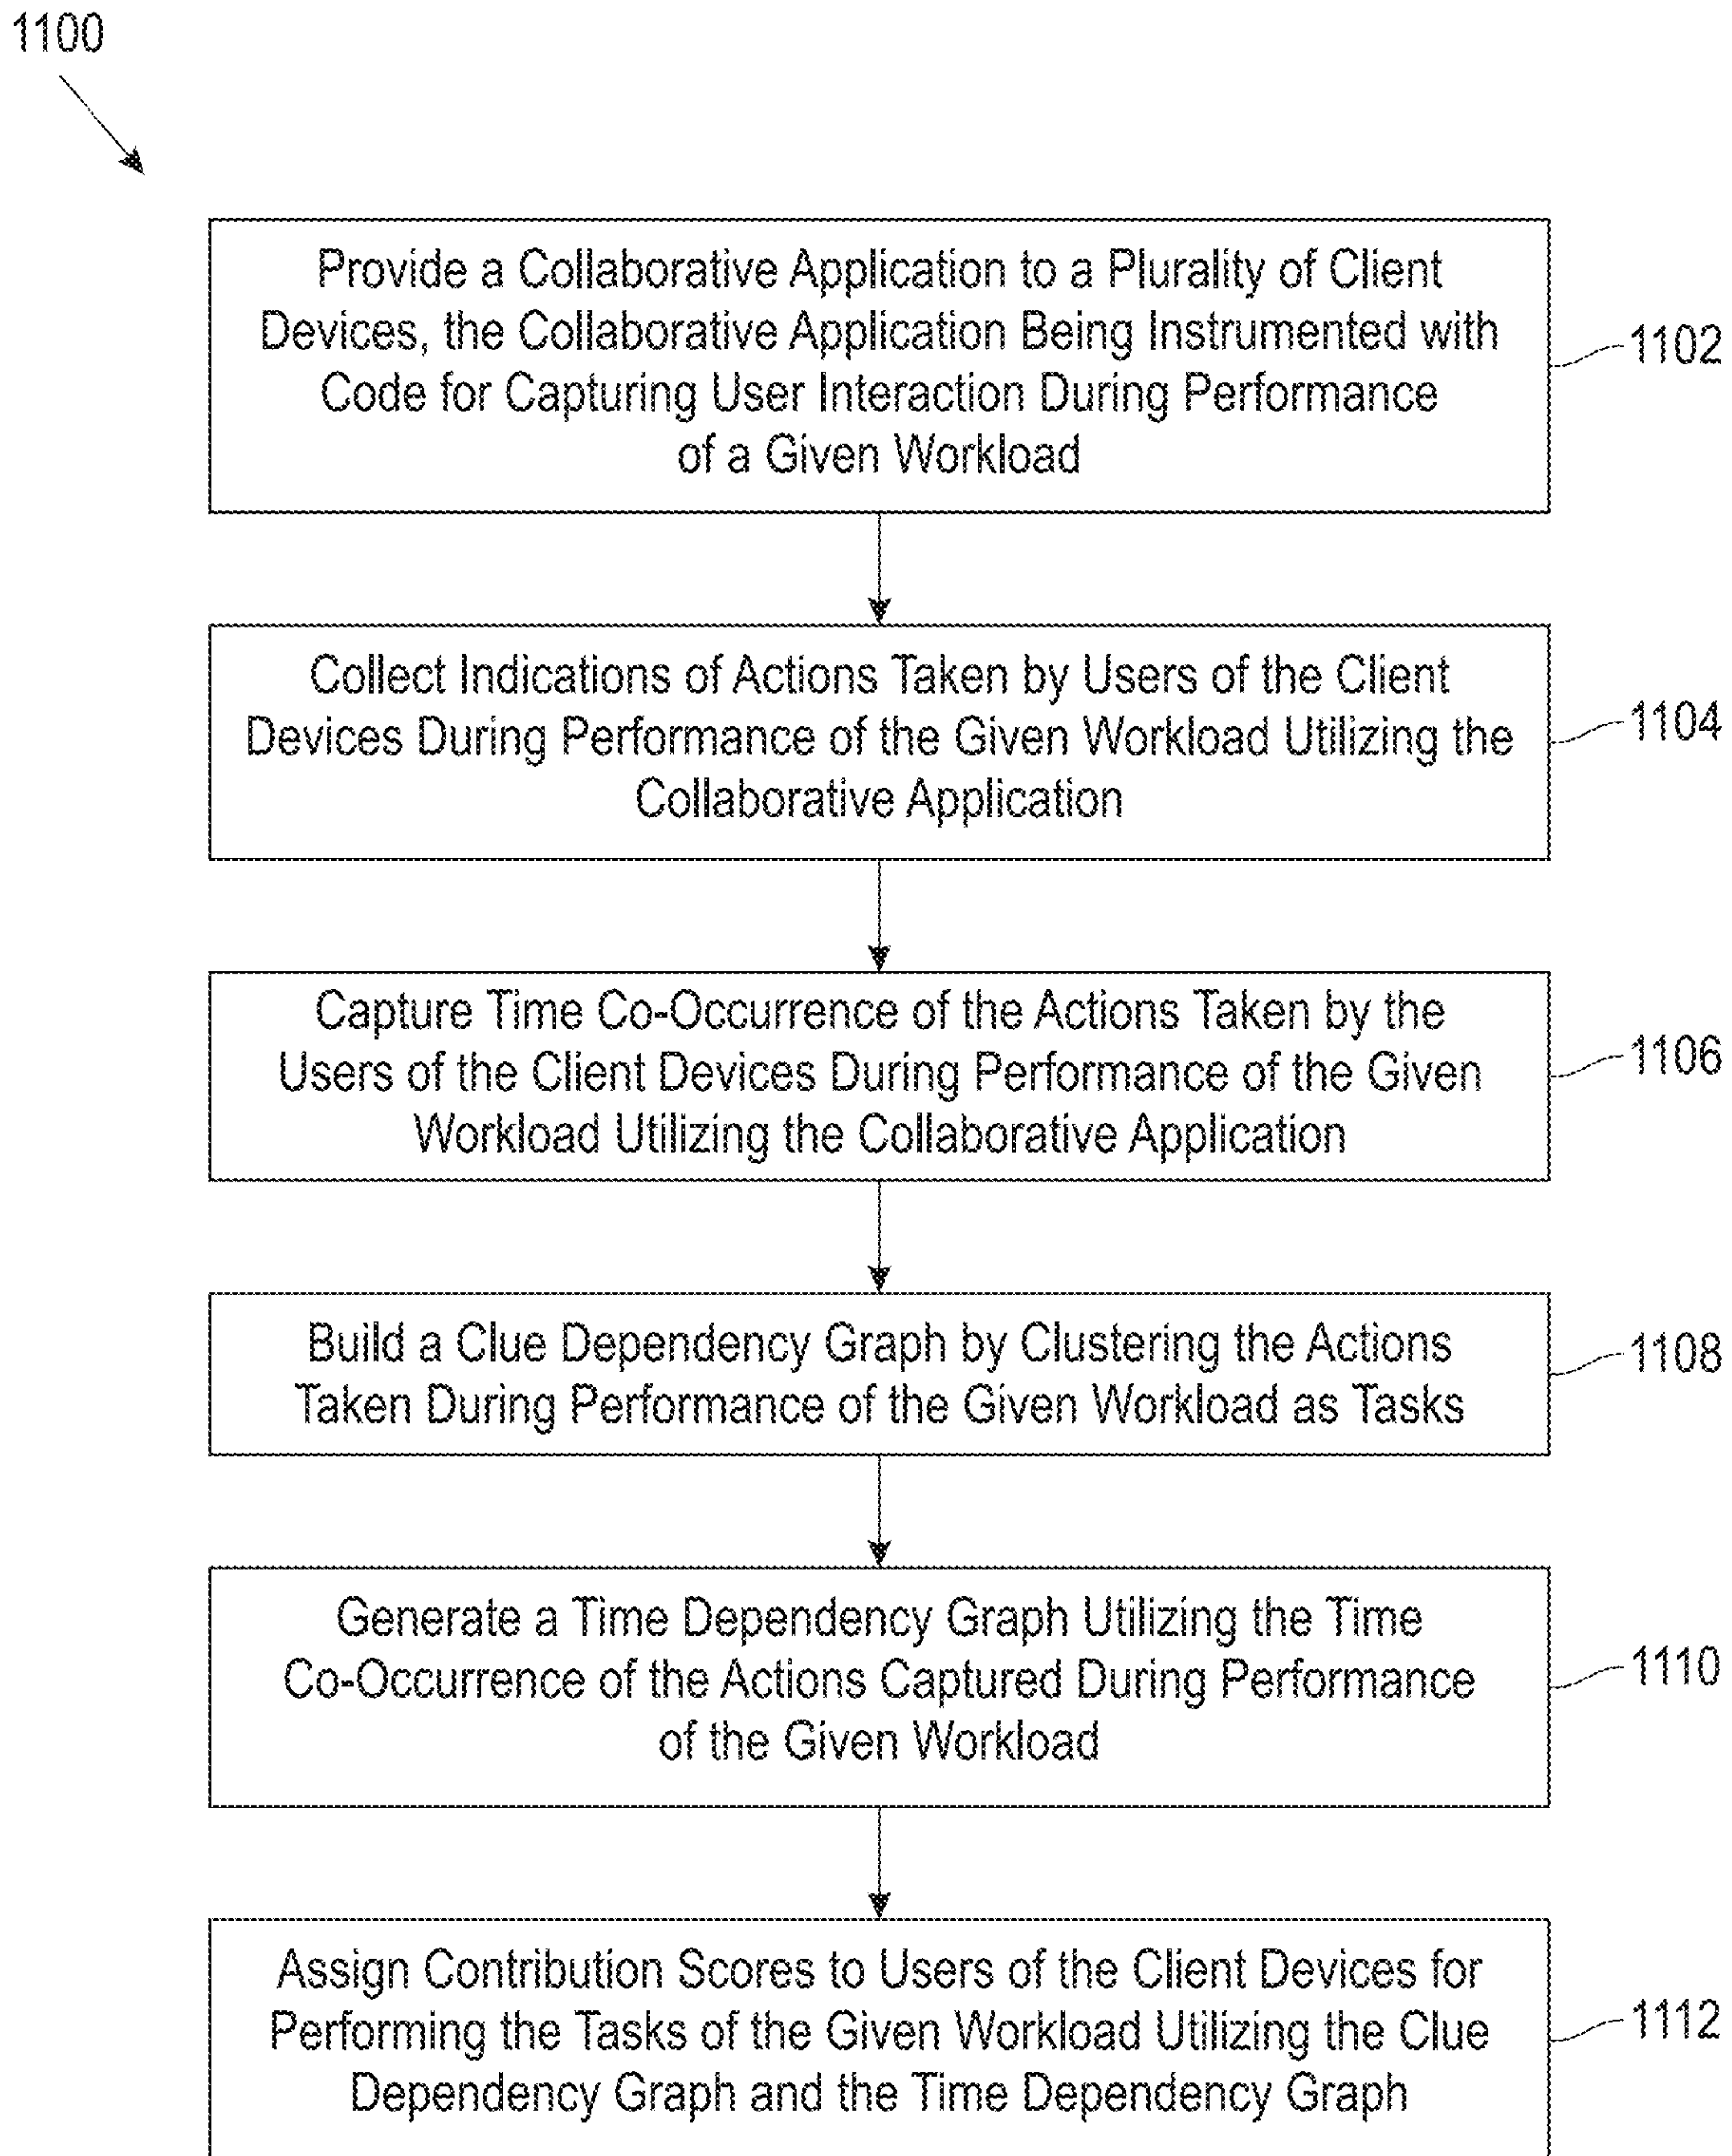 1100
Provide a Collaborative Application to a Plurality of Client
Devices, the Collaborative Application Being Instrumented with
Code for Capturing User Interaction During Performance
of a Given Workload
1102
Collect Indications of Actions Taken by Users of the Client
Devices During Performance of the Given Workload Utilizing the
Collaborative Application
1104
Capture Time Co-Occurrence of the Actions Taken by the
Users of the Client Devices During Performance of the Given
Workload Utilizing the Collaborative Application
1106
Build a Clue Dependency Graph by Clustering the Actions
Taken During Performance of the Given Workload as Tasks
1108
Generate a Time Dependency Graph Utilizing the Time
Co-Occurrence of the Actions Captured During Performance
of the Given Workload
1110
Assign Contribution Scores to Users of the Client Devices for
Performing the Tasks of the Given Workload Utilizing the Clue
Dependency Graph and the Time Dependency Graph
1112